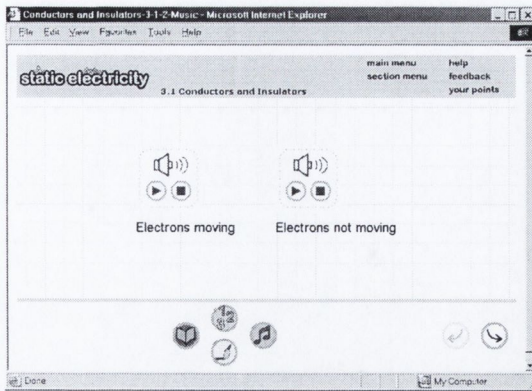 Conductors and Insulators-3-1-2-Music - Microsoft Internet Explorer
File Edit View Favorites Tools Help
static electricity
3.1 Conductors and Insulators
main menu
section menu
help
feedback
your points
Electrons moving
Electrons not moving
Done
My Computer